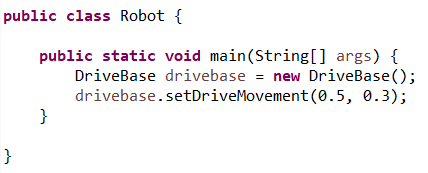 public class Robot {
    public static void main(String[] args) {
        DriveBase drivebase = new DriveBase();
        drivebase.setDriveMovement(0.5, 0.3);
    }
}